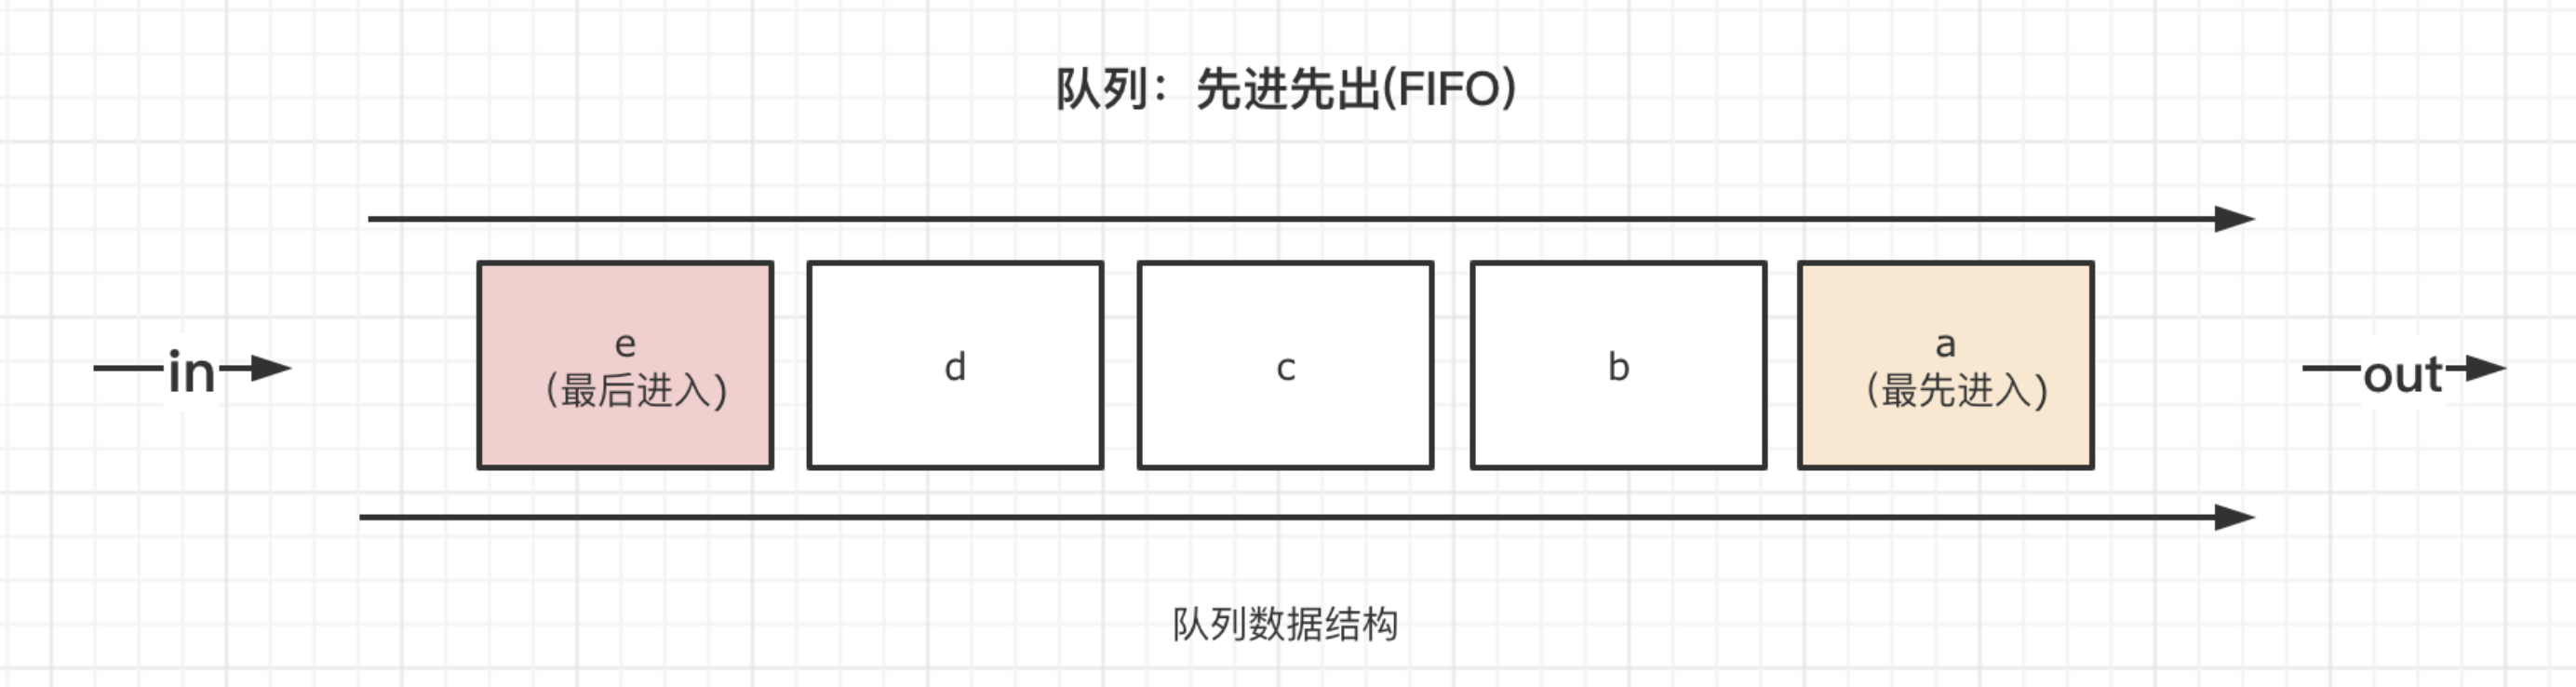 队列：先进先出(FIFO)
in
e
（最后进入）
d
c
b
a
（最先进入）
out
队列数据结构